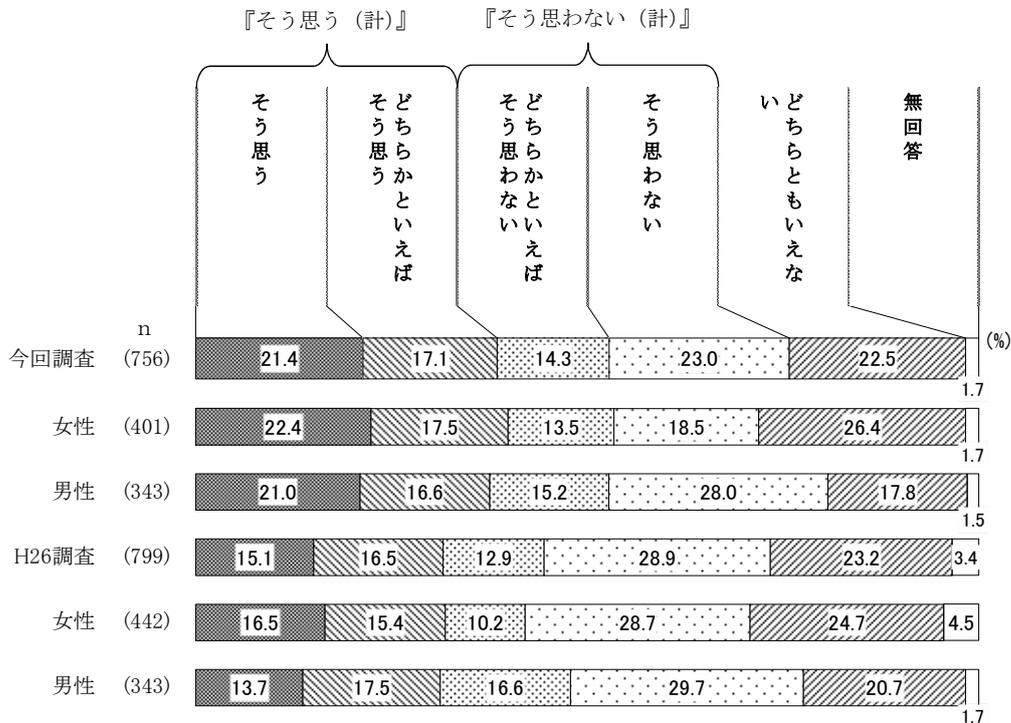 『そう思う（計）』 『そう思わない（計）』
そう思う
どちらかといえば
そう思う
どちらかといえば
そう思わない
そう思わない
どちらともいえな
い
無回答
n
(%)
今回調査 (756) 21.4 17.1 14.3 23.0 22.5 1.7
女性 (401) 22.4 17.5 13.5 18.5 26.4 1.7
男性 (343) 21.0 16.6 15.2 28.0 17.8 1.5
H26調査 (799) 15.1 16.5 12.9 28.9 23.2 3.4
女性 (442) 16.5 15.4 10.2 28.7 24.7 4.5
男性 (343) 13.7 17.5 16.6 29.7 20.7 1.7